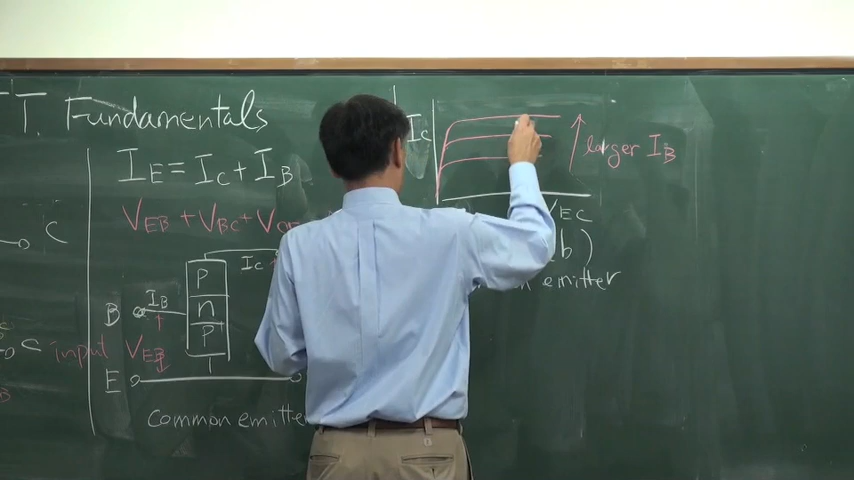 T. Fundamentals
IE = IC + IB
VEB + VBC + VCE
C
IC
P
n
P
B
IB
C
input VEB
E
B
Common emitter
IC
larger IB
VEC
b)
emitter